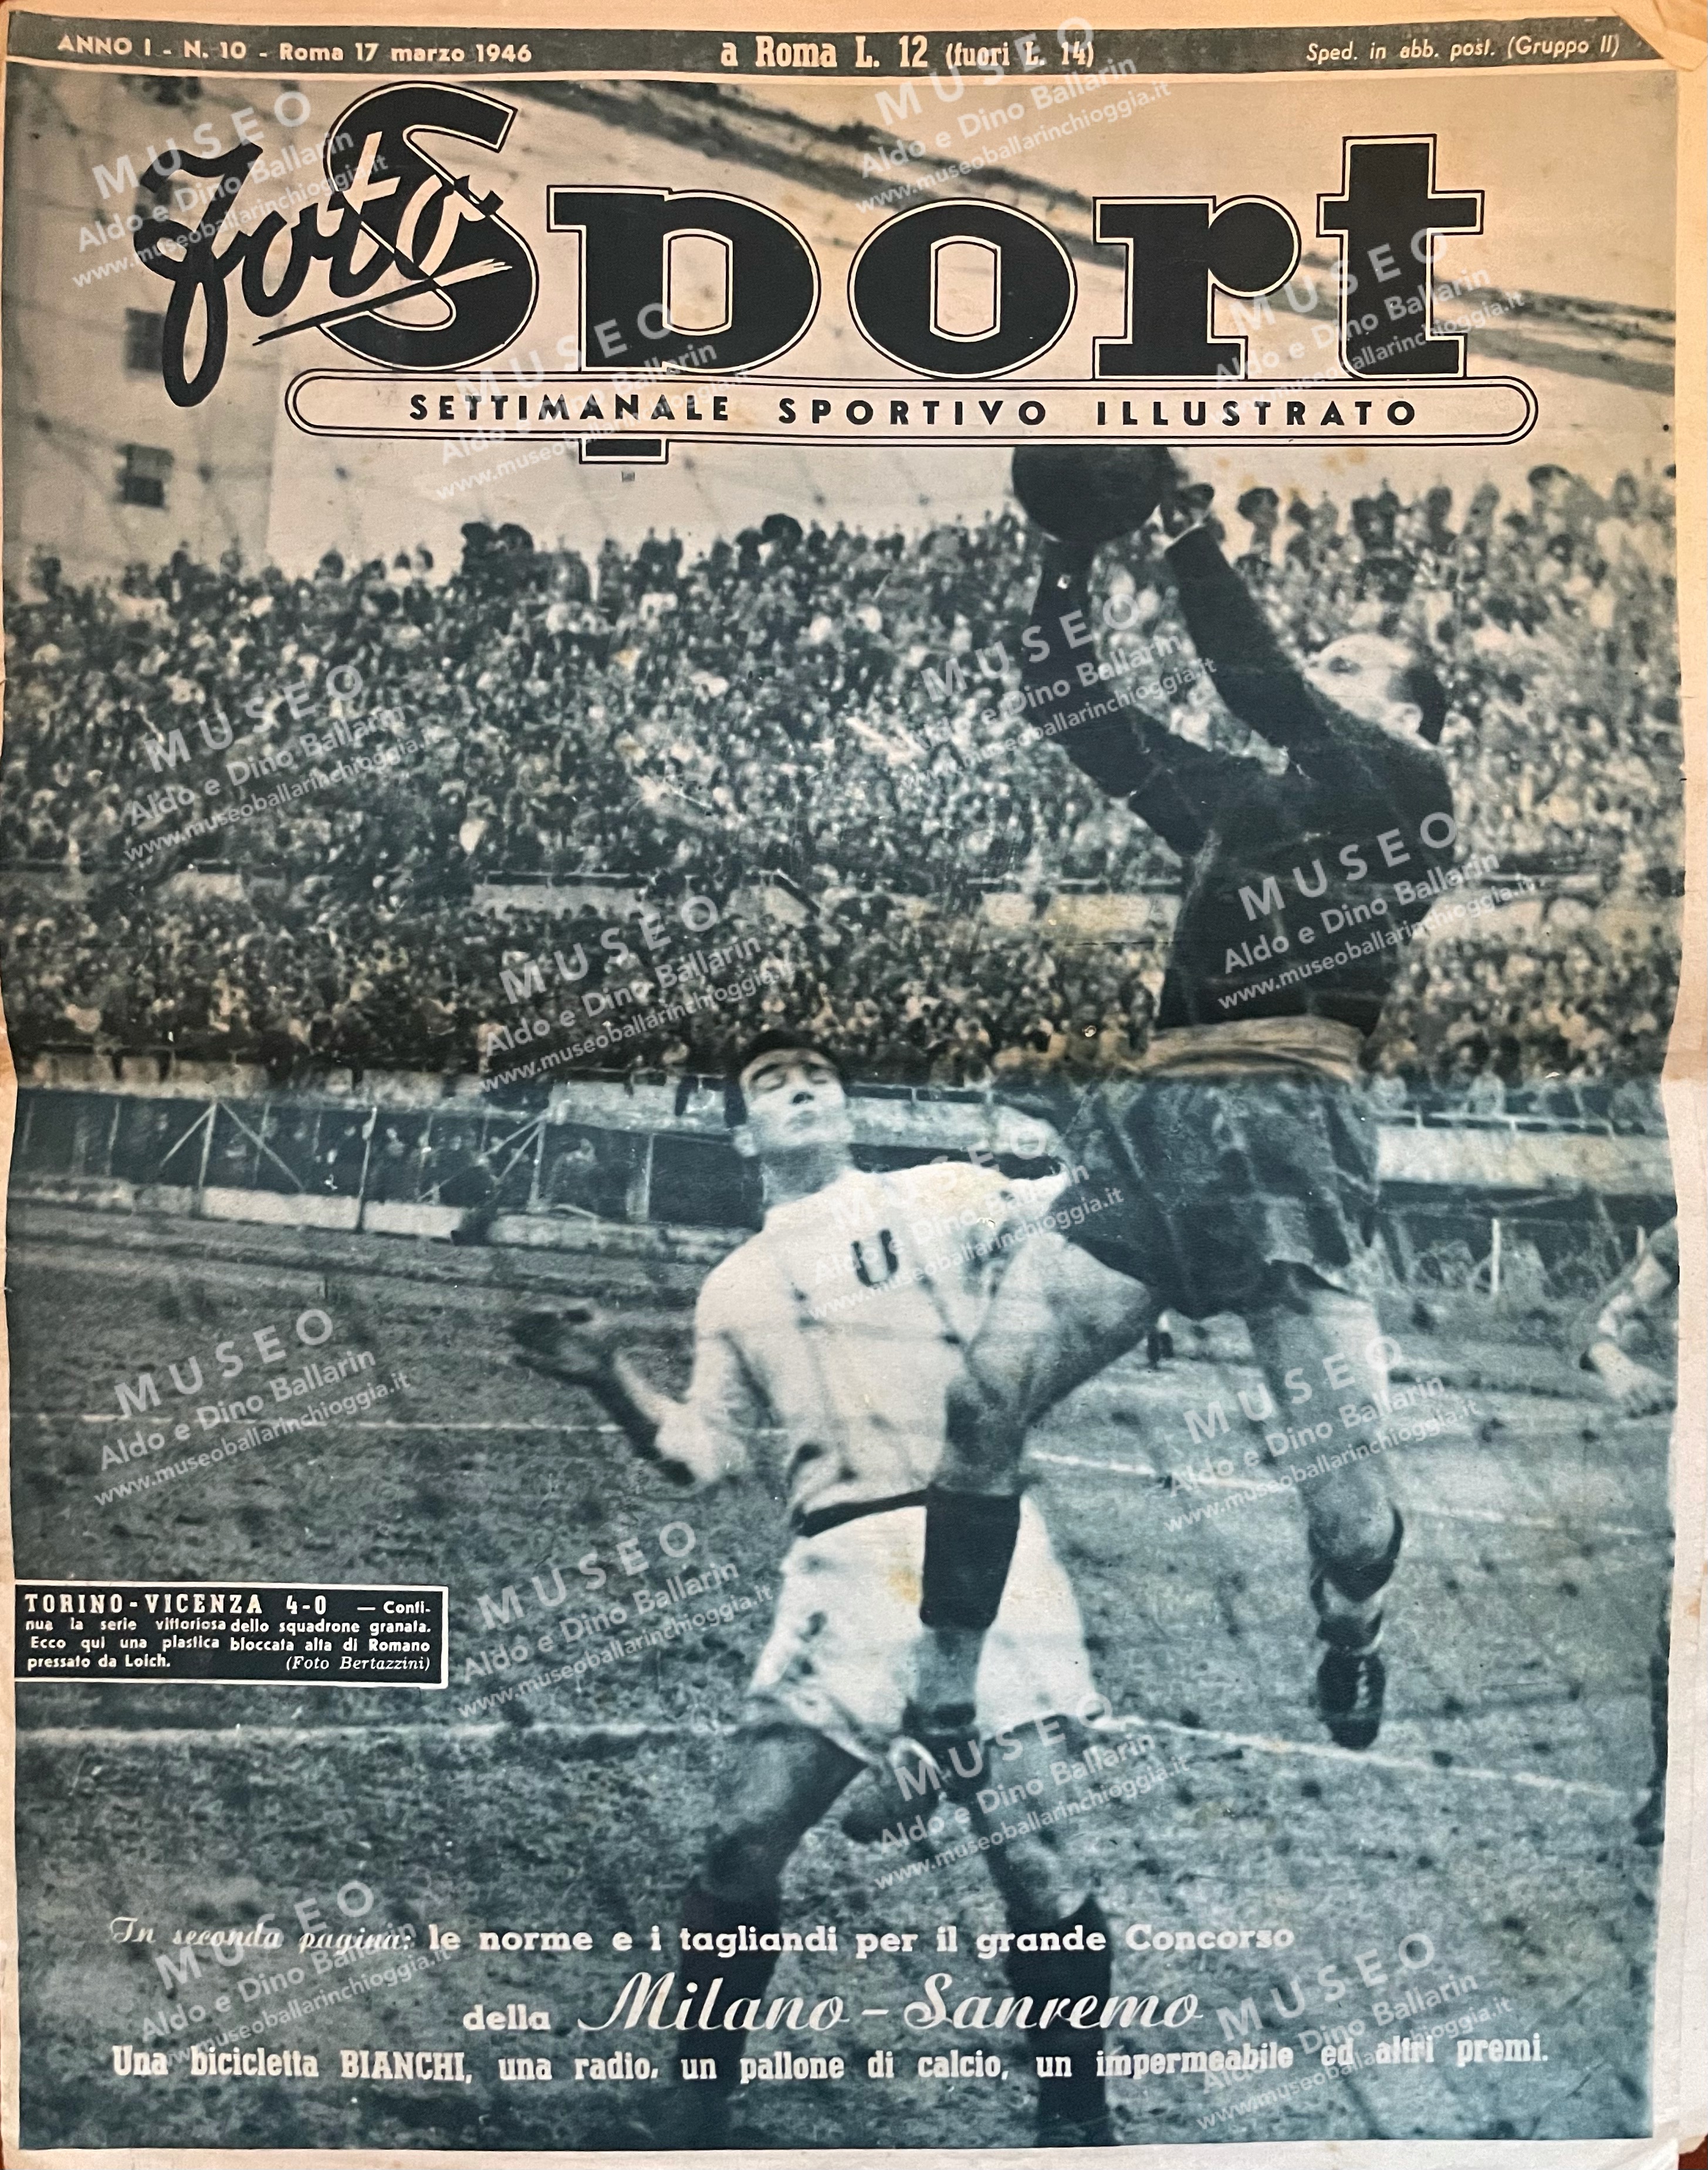 ANNO I - N. 10 - Roma 17 marzo 1946
a Roma L. 12 (fuori L. 14)
Sped. in abb. post. (Gruppo II)
Foto Sport
SETTIMANALE SPORTIVO ILLUSTRATO
U
TORINO-VICENZA 4-0 — Conti-
nua la serie vittoriosa dello squadrone granata.
Ecco qui una plastica bloccata alta di Romano
pressato da Loich. (Foto Bertazzini)
In seconda pagina: le norme e i tagliandi per il grande Concorso
della Milano - Sanremo
Una bicicletta BIANCHI, una radio, un pallone di calcio, un impermeabile ed altri premi.
MUSEO
Aldo e Dino Ballarin
www.museoballarinchioggia.it